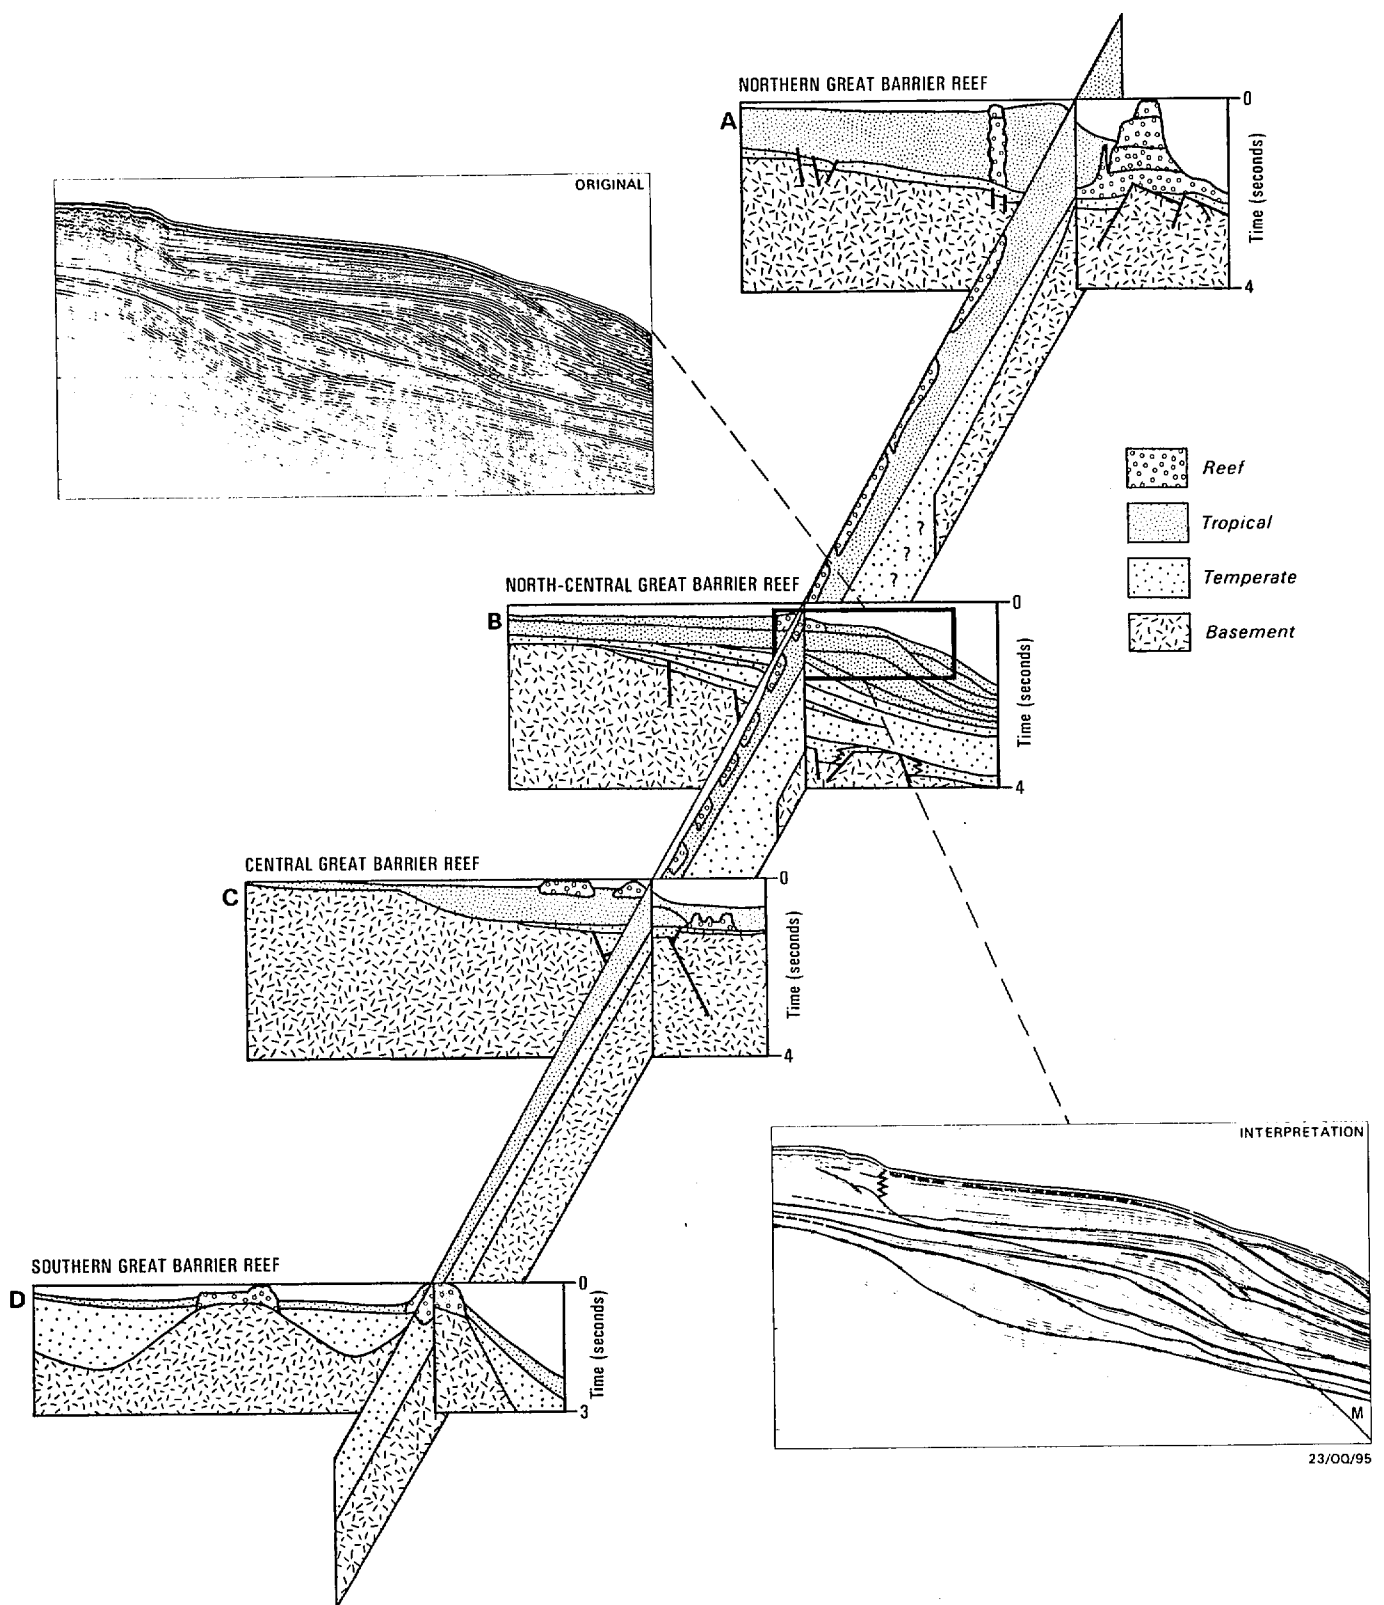 NORTHERN GREAT BARRIER REEF
A
0
Time (seconds)
4
ORIGINAL
Reef
Tropical
Temperate
Basement
?
?
?
NORTH-CENTRAL GREAT BARRIER REEF
B
0
Time (seconds)
4
CENTRAL GREAT BARRIER REEF
C
0
Time (seconds)
4
INTERPRETATION
M
23/OQ/95
SOUTHERN GREAT BARRIER REEF
D
0
Time (seconds)
3